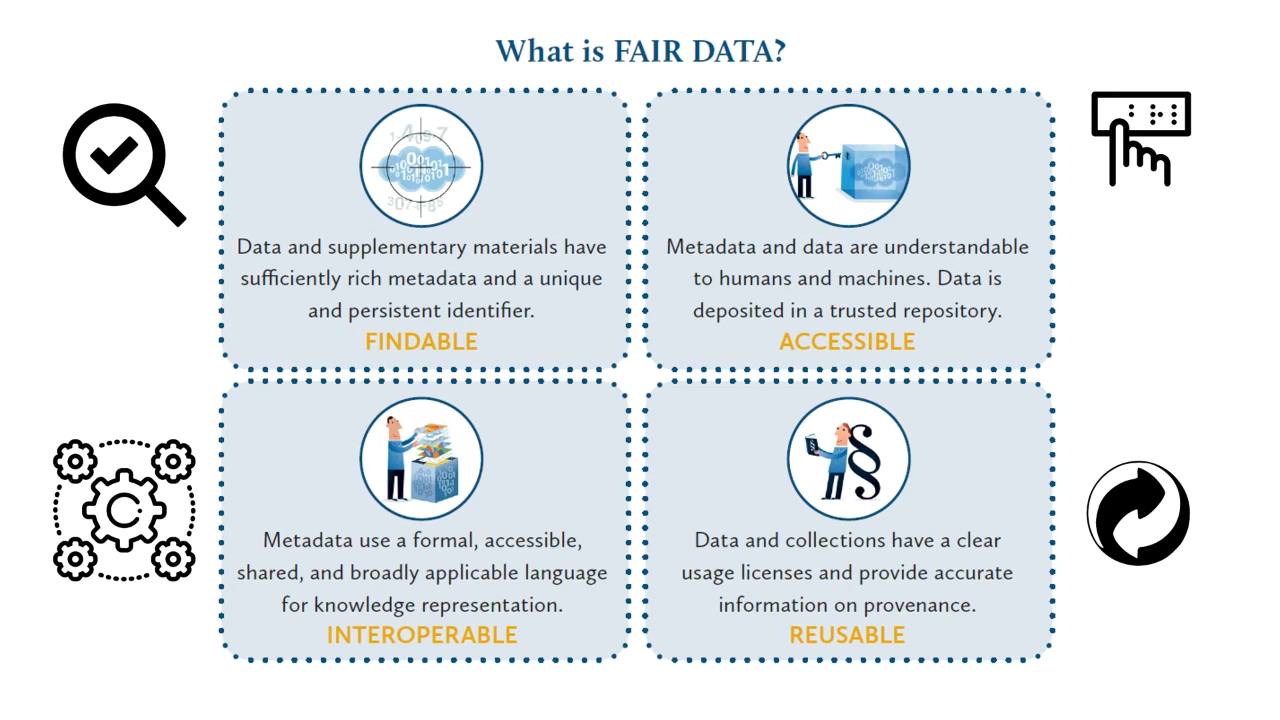 What is FAIR DATA?
Data and supplementary materials have
sufficiently rich metadata and a unique
and persistent identifier.
FINDABLE
Metadata and data are understandable
to humans and machines. Data is
deposited in a trusted repository.
ACCESSIBLE
Metadata use a formal, accessible,
shared, and broadly applicable language
for knowledge representation.
INTEROPERABLE
Data and collections have a clear
usage licenses and provide accurate
information on provenance.
REUSABLE